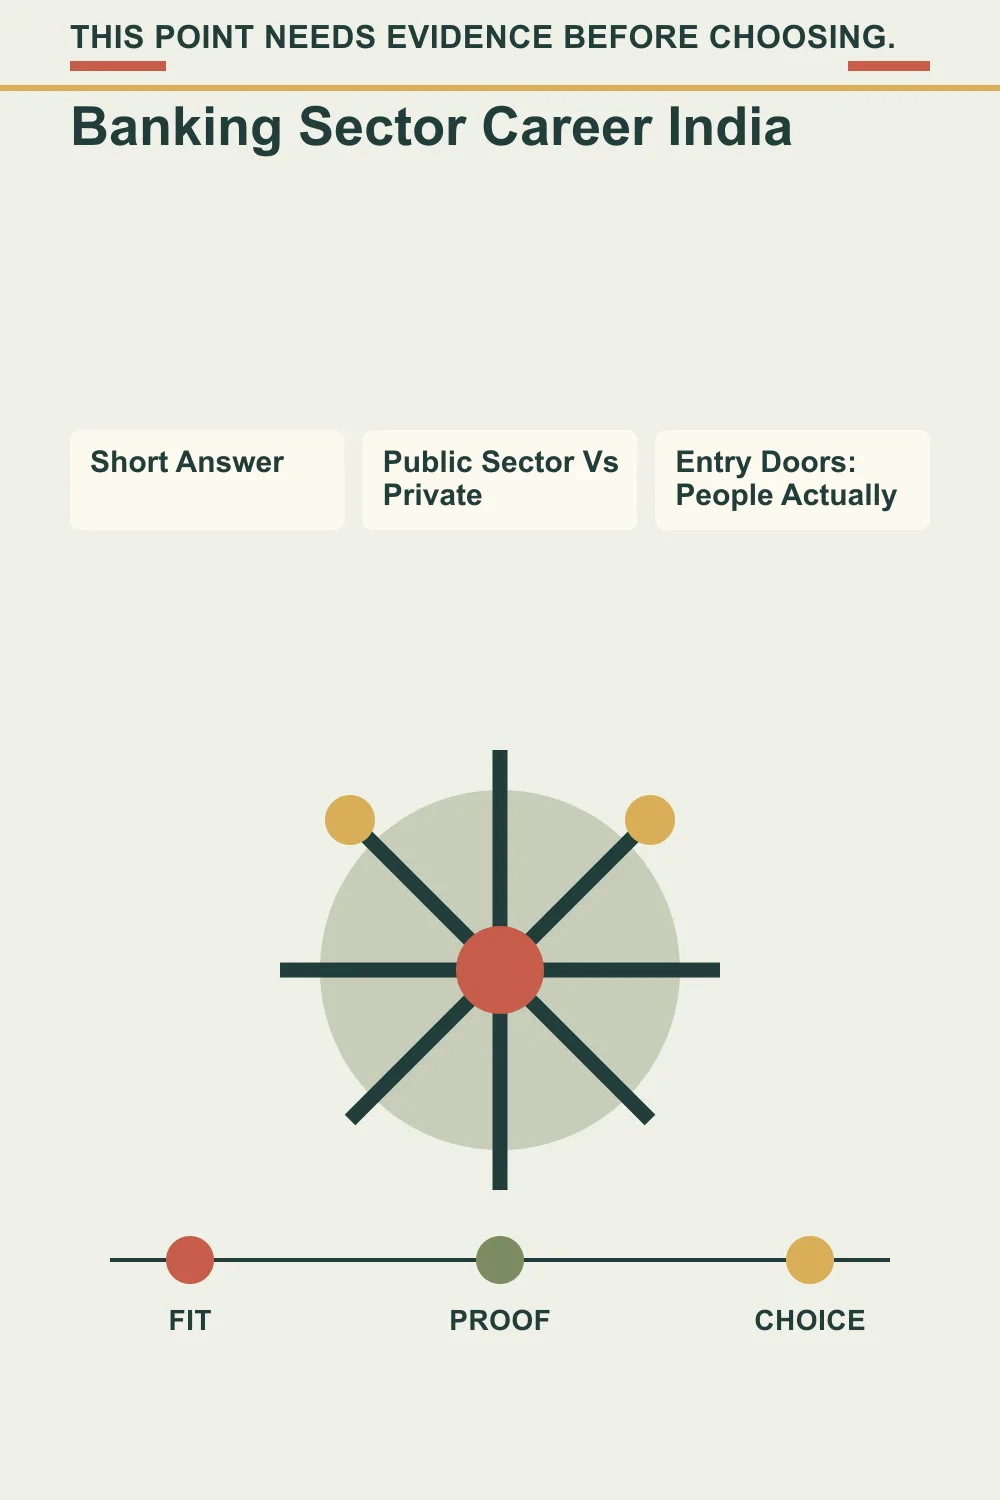 THIS POINT NEEDS EVIDENCE BEFORE CHOOSING.
Banking Sector Career India
Short Answer
Public Sector Vs
Private
Entry Doors:
People Actually
FIT
PROOF
CHOICE